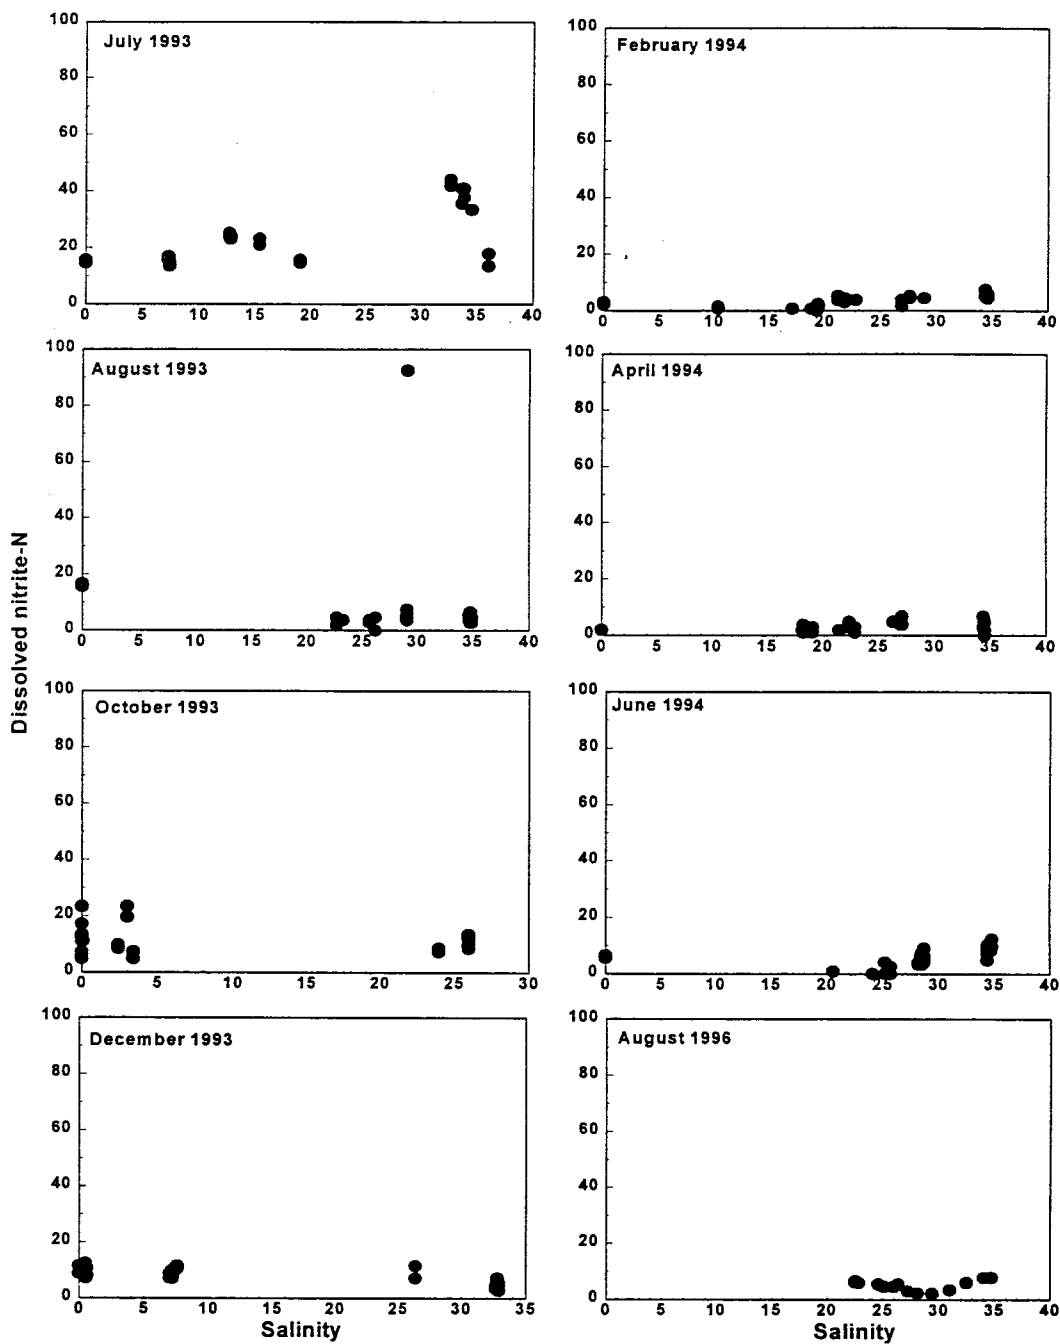 July 1993
100
80
60
40
20
0
0 5 10 15 20 25 30 35 40
February 1994
100
80
60
40
20
0
0 5 10 15 20 25 30 35 40
August 1993
100
80
60
40
20
0
0 5 10 15 20 25 30 35 40
April 1994
100
80
60
40
20
0
0 5 10 15 20 25 30 35 40
Dissolved nitrite-N
October 1993
100
80
60
40
20
0
0 5 10 15 20 25 30
June 1994
100
80
60
40
20
0
0 5 10 15 20 25 30 35 40
December 1993
100
80
60
40
20
0
0 5 10 15 20 25 30 35
Salinity
August 1996
100
80
60
40
20
0
0 5 10 15 20 25 30 35 40
Salinity